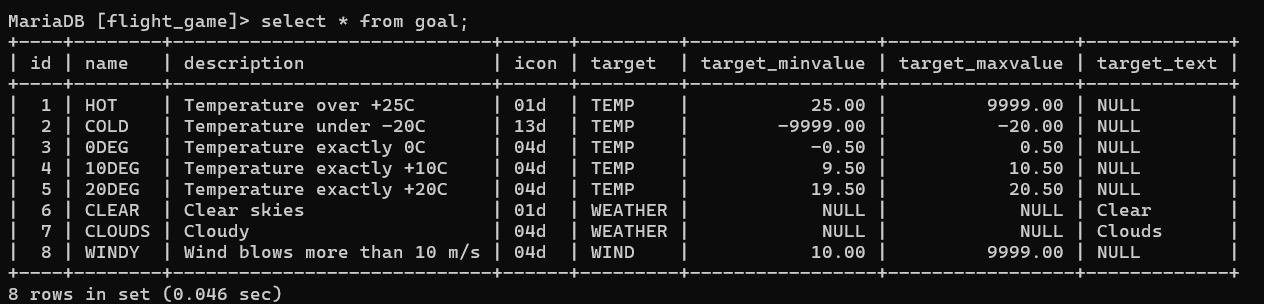 MariaDB [flight_game]> select * from goal;
+----+--------+------------------------------+------+---------+-----------------+-----------------+-------------+
| id | name   | description                  | icon | target  | target_minvalue | target_maxvalue | target_text |
+----+--------+------------------------------+------+---------+-----------------+-----------------+-------------+
|  1 | HOT    | Temperature over +25C        | 01d  | TEMP    |           25.00 |         9999.00 | NULL        |
|  2 | COLD   | Temperature under -20C       | 13d  | TEMP    |        -9999.00 |          -20.00 | NULL        |
|  3 | 0DEG   | Temperature exactly 0C       | 04d  | TEMP    |           -0.50 |            0.50 | NULL        |
|  4 | 10DEG  | Temperature exactly +10C     | 04d  | TEMP    |            9.50 |           10.50 | NULL        |
|  5 | 20DEG  | Temperature exactly +20C     | 04d  | TEMP    |           19.50 |           20.50 | NULL        |
|  6 | CLEAR  | Clear skies                  | 01d  | WEATHER |            NULL |            NULL | Clear       |
|  7 | CLOUDS | Cloudy                       | 04d  | WEATHER |            NULL |            NULL | Clouds      |
|  8 | WINDY  | Wind blows more than 10 m/s | 04d  | WIND    |           10.00 |         9999.00 | NULL        |
+----+--------+------------------------------+------+---------+-----------------+-----------------+-------------+
8 rows in set (0.046 sec)